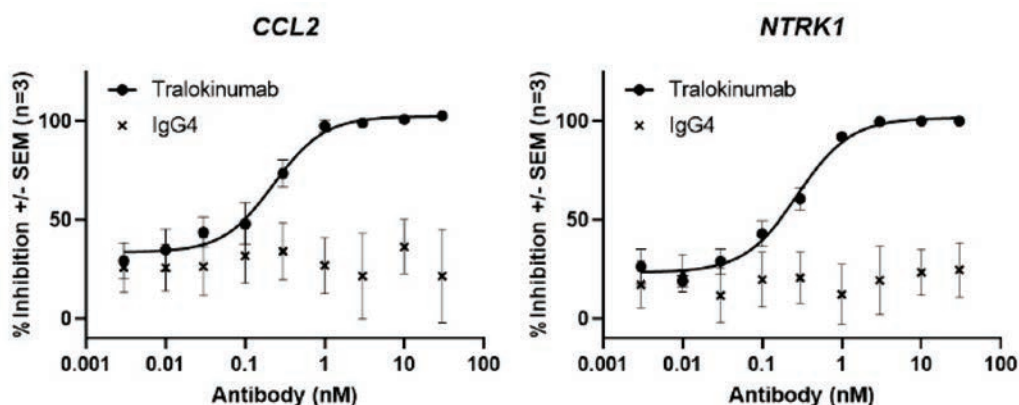 CCL2
% Inhibition +/- SEM (n=3)
Tralokinumab
IgG4
100
50
0
0.001
0.01
0.1
1
10
100
Antibody (nM)
NTRK1
% Inhibition +/- SEM (n=3)
Tralokinumab
IgG4
100
50
0
0.001
0.01
0.1
1
10
100
Antibody (nM)